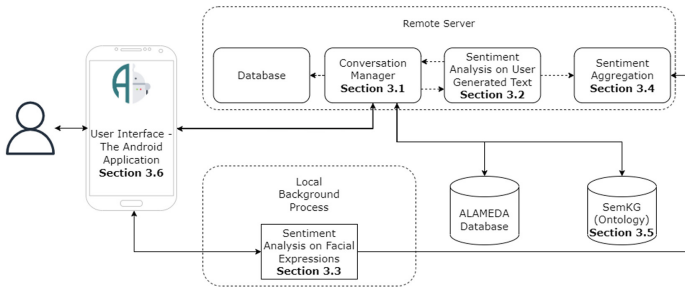 Remote Server
Database
Conversation
Manager
Section 3.1
Sentiment
Analysis on User
Generated Text
Section 3.2
Sentiment
Aggregation
Section 3.4
User Interface -
The Android
Application
Section 3.6
Local
Background
Process
Sentiment
Analysis on Facial
Expressions
Section 3.3
ALAMEDA
Database
SemKG
(Ontology)
Section 3.5